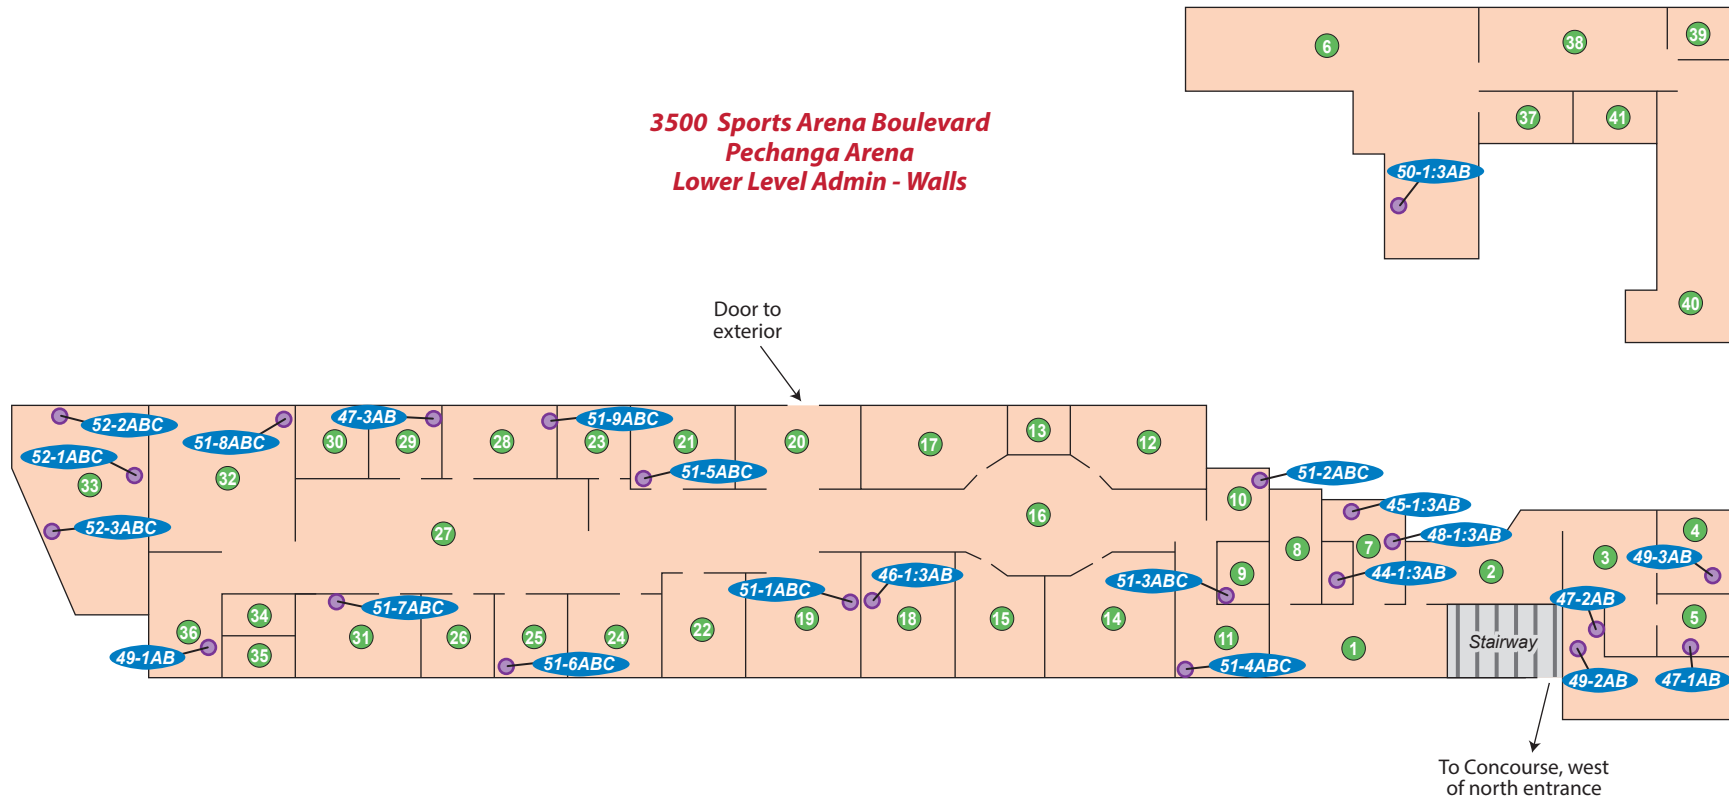 6
38
39
37
41
50-1:3AB
40
3500 Sports Arena Boulevard
Pechanga Arena
Lower Level Admin - Walls
Door to
exterior
52-2ABC
51-8ABC
47-3AB
51-9ABC
52-1ABC
30
29
28
23
21
20
17
13
12
33
32
51-5ABC
51-2ABC
10
45-1:3AB
52-3ABC
27
16
48-1:3AB
7
8
4
3
49-3AB
2
51-3ABC
9
44-1:3AB
51-1ABC
46-1:3AB
51-7ABC
47-2AB
34
36
31
26
25
24
22
19
18
15
14
11
1
Stairway
5
35
49-1AB
51-6ABC
51-4ABC
49-2AB
47-1AB
To Concourse, west
of north entrance